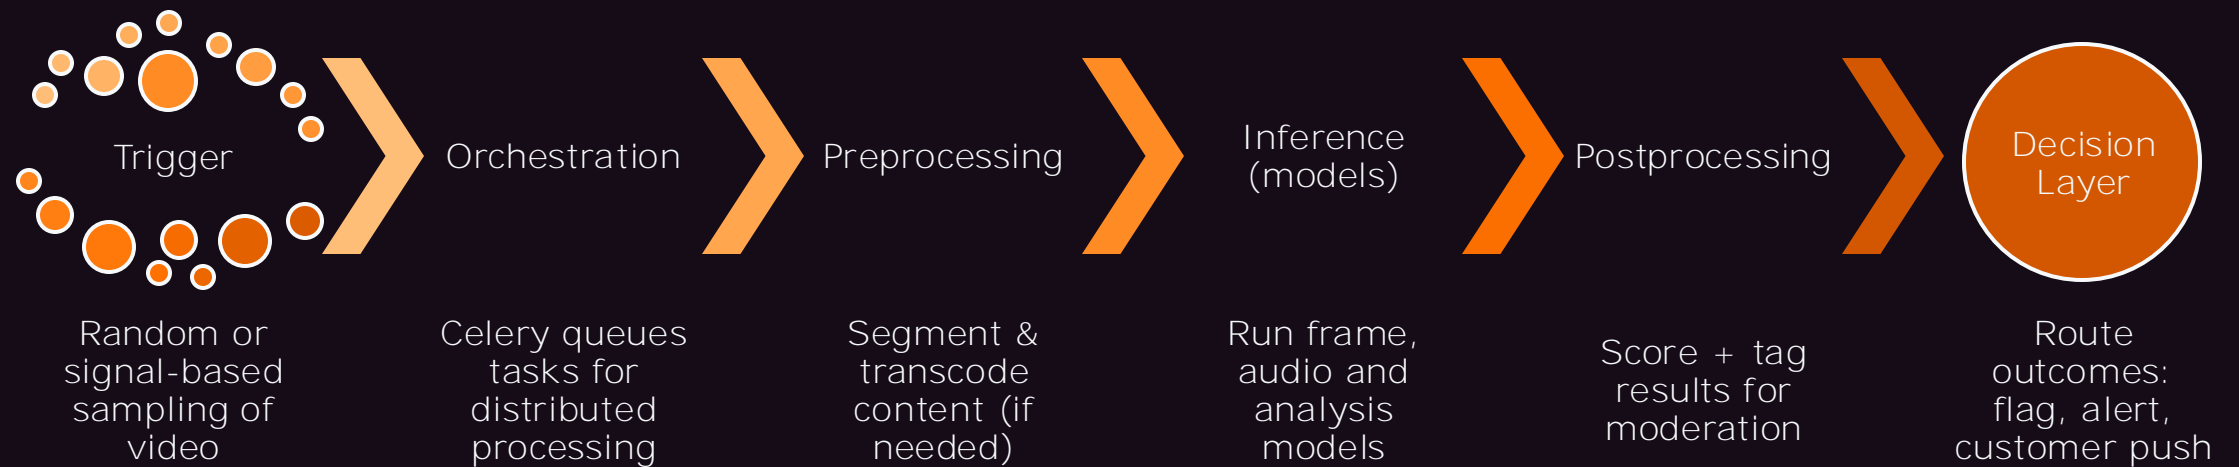 Trigger
Orchestration
Preprocessing
Inference
(models)
Postprocessing
Decision
Layer
Random or
signal-based
sampling of
video
Celery queues
tasks for
distributed
processing
Segment &
transcode
content (if
needed)
Run frame,
audio and
analysis
models
Score + tag
results for
moderation
Route
outcomes:
flag, alert,
customer push